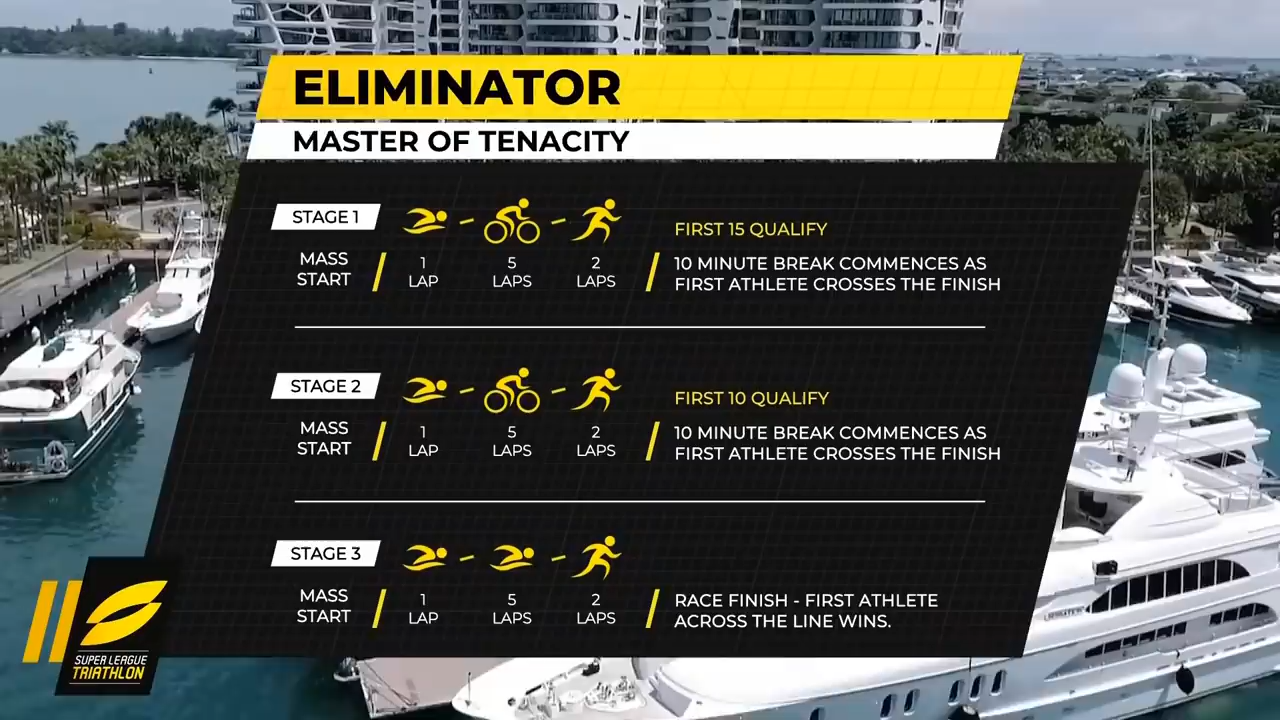 ELIMINATOR
MASTER OF TENACITY
STAGE 1
FIRST 15 QUALIFY
MASS
START
1
LAP
5
LAPS
2
LAPS
10 MINUTE BREAK COMMENCES AS
FIRST ATHLETE CROSSES THE FINISH
STAGE 2
FIRST 10 QUALIFY
MASS
START
1
LAP
5
LAPS
2
LAPS
10 MINUTE BREAK COMMENCES AS
FIRST ATHLETE CROSSES THE FINISH
STAGE 3
MASS
START
1
LAP
5
LAPS
2
LAPS
RACE FINISH - FIRST ATHLETE
ACROSS THE LINE WINS.
SUPER LEAGUE
TRIATHLON